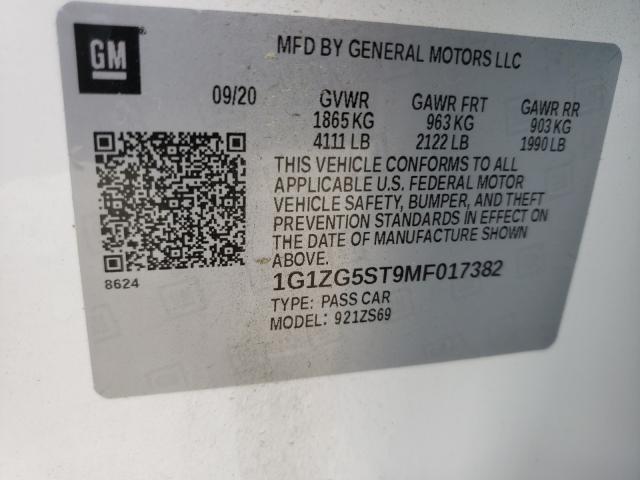 GM
MFD BY GENERAL MOTORS LLC
09/20 GVWR GAWR FRT GAWR RR
1865 KG 963 KG 903 KG
4111 LB 2122 LB 1990 LB
THIS VEHICLE CONFORMS TO ALL
APPLICABLE U.S. FEDERAL MOTOR
VEHICLE SAFETY, BUMPER, AND THEFT
PREVENTION STANDARDS IN EFFECT ON
THE DATE OF MANUFACTURE SHOWN
ABOVE.
8624
1G1ZG5ST9MF017382
TYPE: PASS CAR
MODEL: 921ZS69